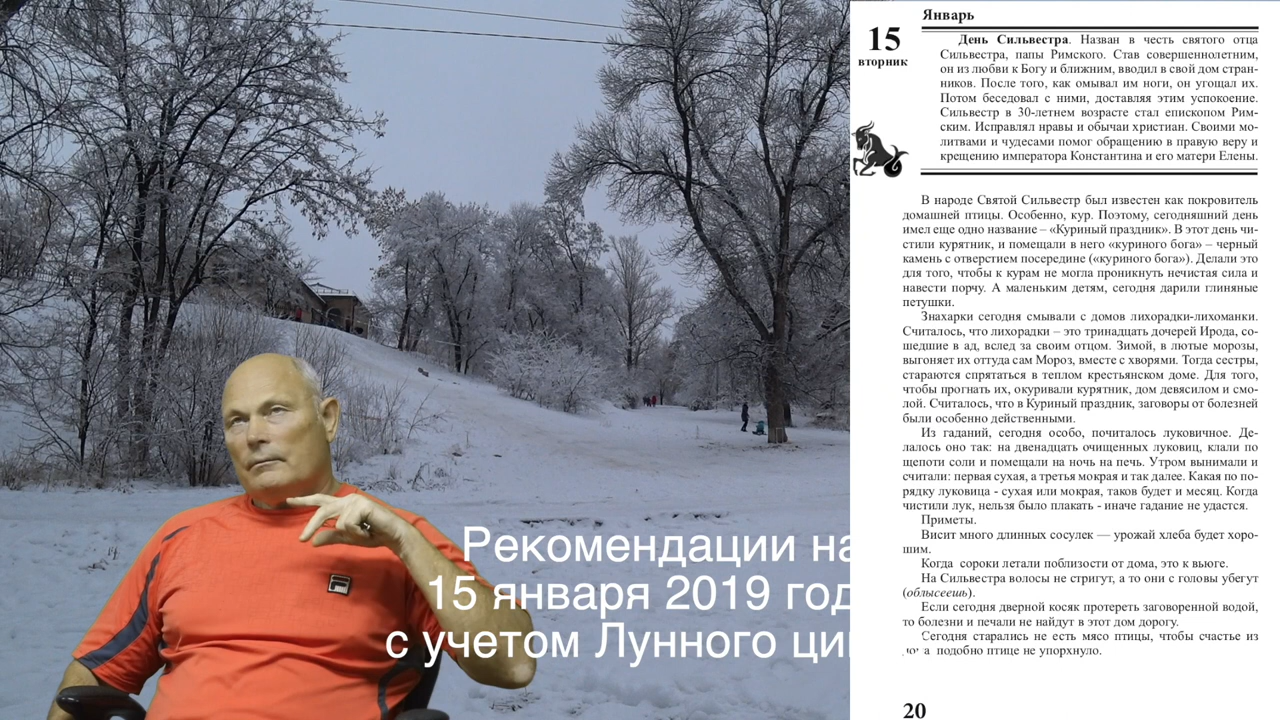 Январь
15
вторник
День Сильвестра. Назван в честь святого отца
Сильвестра, папы Римского. Став совершеннолетним,
он из любви к Богу и ближним, вводил в свой дом стран-
ников. После того, как омывал им ноги, он угощал их.
Потом беседовал с ними, доставляя этим успокоение.
Сильвестр в 30-летнем возрасте стал епископом Рим-
ским. Исправлял нравы и обычаи христиан. Своими мо-
литвами и чудесами помог обращению в правую веру и
крещению императора Константина и его матери Елены.
В народе Святой Сильвестр был известен как покровитель
домашней птицы. Особенно, кур. Поэтому, сегодняшний день
имел еще одно название – «Куриный праздник». В этот день чи-
стили курятник, и помещали в него «куриного бога» – черный
камень с отверстием посередине («куриного бога»). Делали это
для того, чтобы к курам не могла проникнуть нечистая сила и
навести порчу. А маленьким детям, сегодня дарили глиняные
петушки.
Знахарки сегодня смывали с домов лихорадки-лихоманки.
Считалось, что лихорадки – это тринадцать дочерей Ирода, со-
шедшие в ад, вслед за своим отцом. Зимой, в лютые морозы,
выгоняет их оттуда сам Мороз, вместе с хворями. Тогда сестры,
стараются спрятаться в теплом крестьянском доме. Для того,
чтобы прогнать их, окуривали курятник, дом девясилом и смо-
лой. Считалось, что в Куриный праздник, заговоры от болезней
были особенно действенными.
Из гаданий, сегодня особо, почиталось луковичное. Де-
лалось оно так: на двенадцать очищенных луковиц, клали по
щепоти соли и помещали на ночь на печь. Утром вынимали и
считали: первая сухая, а третья мокрая и так далее. Какая по по-
рядку луковица - сухая или мокрая, таков будет и месяц. Когда
чистили лук, нельзя было плакать - иначе гадание не удастся.
Приметы.
Висит много длинных сосулек — урожай хлеба будет хоро-
шим.
Когда сороки летали поблизости от дома, это к вьюге.
На Сильвестра волосы не стригут, а то они с головы убегут
(облысеешь).
Если сегодня дверной косяк протереть заговоренной водой,
то болезни и печали не найдут в этот дом дорогу.
Сегодня старались не есть мясо птицы, чтобы счастье из
подобно птице не упорхнуло.
20
Рекомендации на
15 января 2019 год
с учетом Лунного ци
FILA